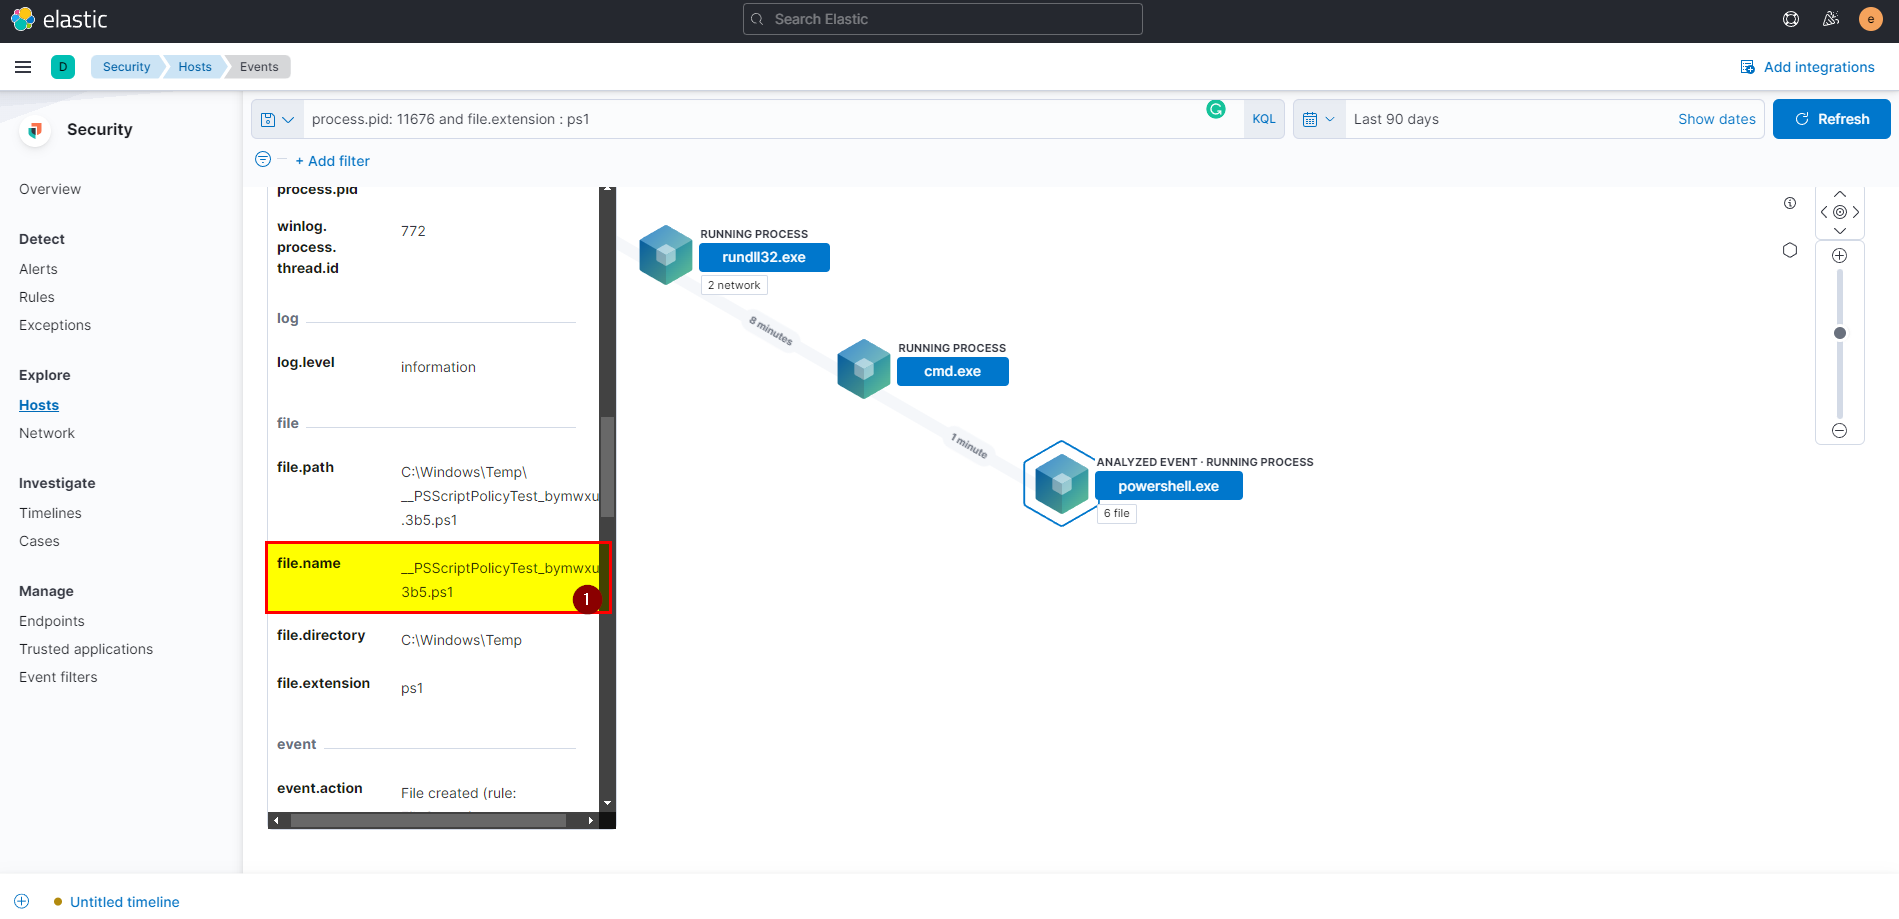 elastic
Search Elastic
e
D
Security
Hosts
Events
Add integrations
Security
process.pid: 11676 and file.extension : ps1
KQL
Last 90 days
Show dates
Refresh
+ Add filter
Overview
Detect
Alerts
Rules
Exceptions
Explore
Hosts
Network
Investigate
Timelines
Cases
Manage
Endpoints
Trusted applications
Event filters
process.pid
winlog.
process.
thread.id
772
log
log.level
information
file
file.path
C:\Windows\Temp\
__PSScriptPolicyTest_bymwxu
.3b5.ps1
file.name
__PSScriptPolicyTest_bymwxu
3b5.ps1
1
file.directory
C:\Windows\Temp
file.extension
ps1
event
event.action
File created (rule:
RUNNING PROCESS
rundll32.exe
2 network
8 minutes
RUNNING PROCESS
cmd.exe
1 minute
ANALYZED EVENT · RUNNING PROCESS
powershell.exe
6 file
Untitled timeline